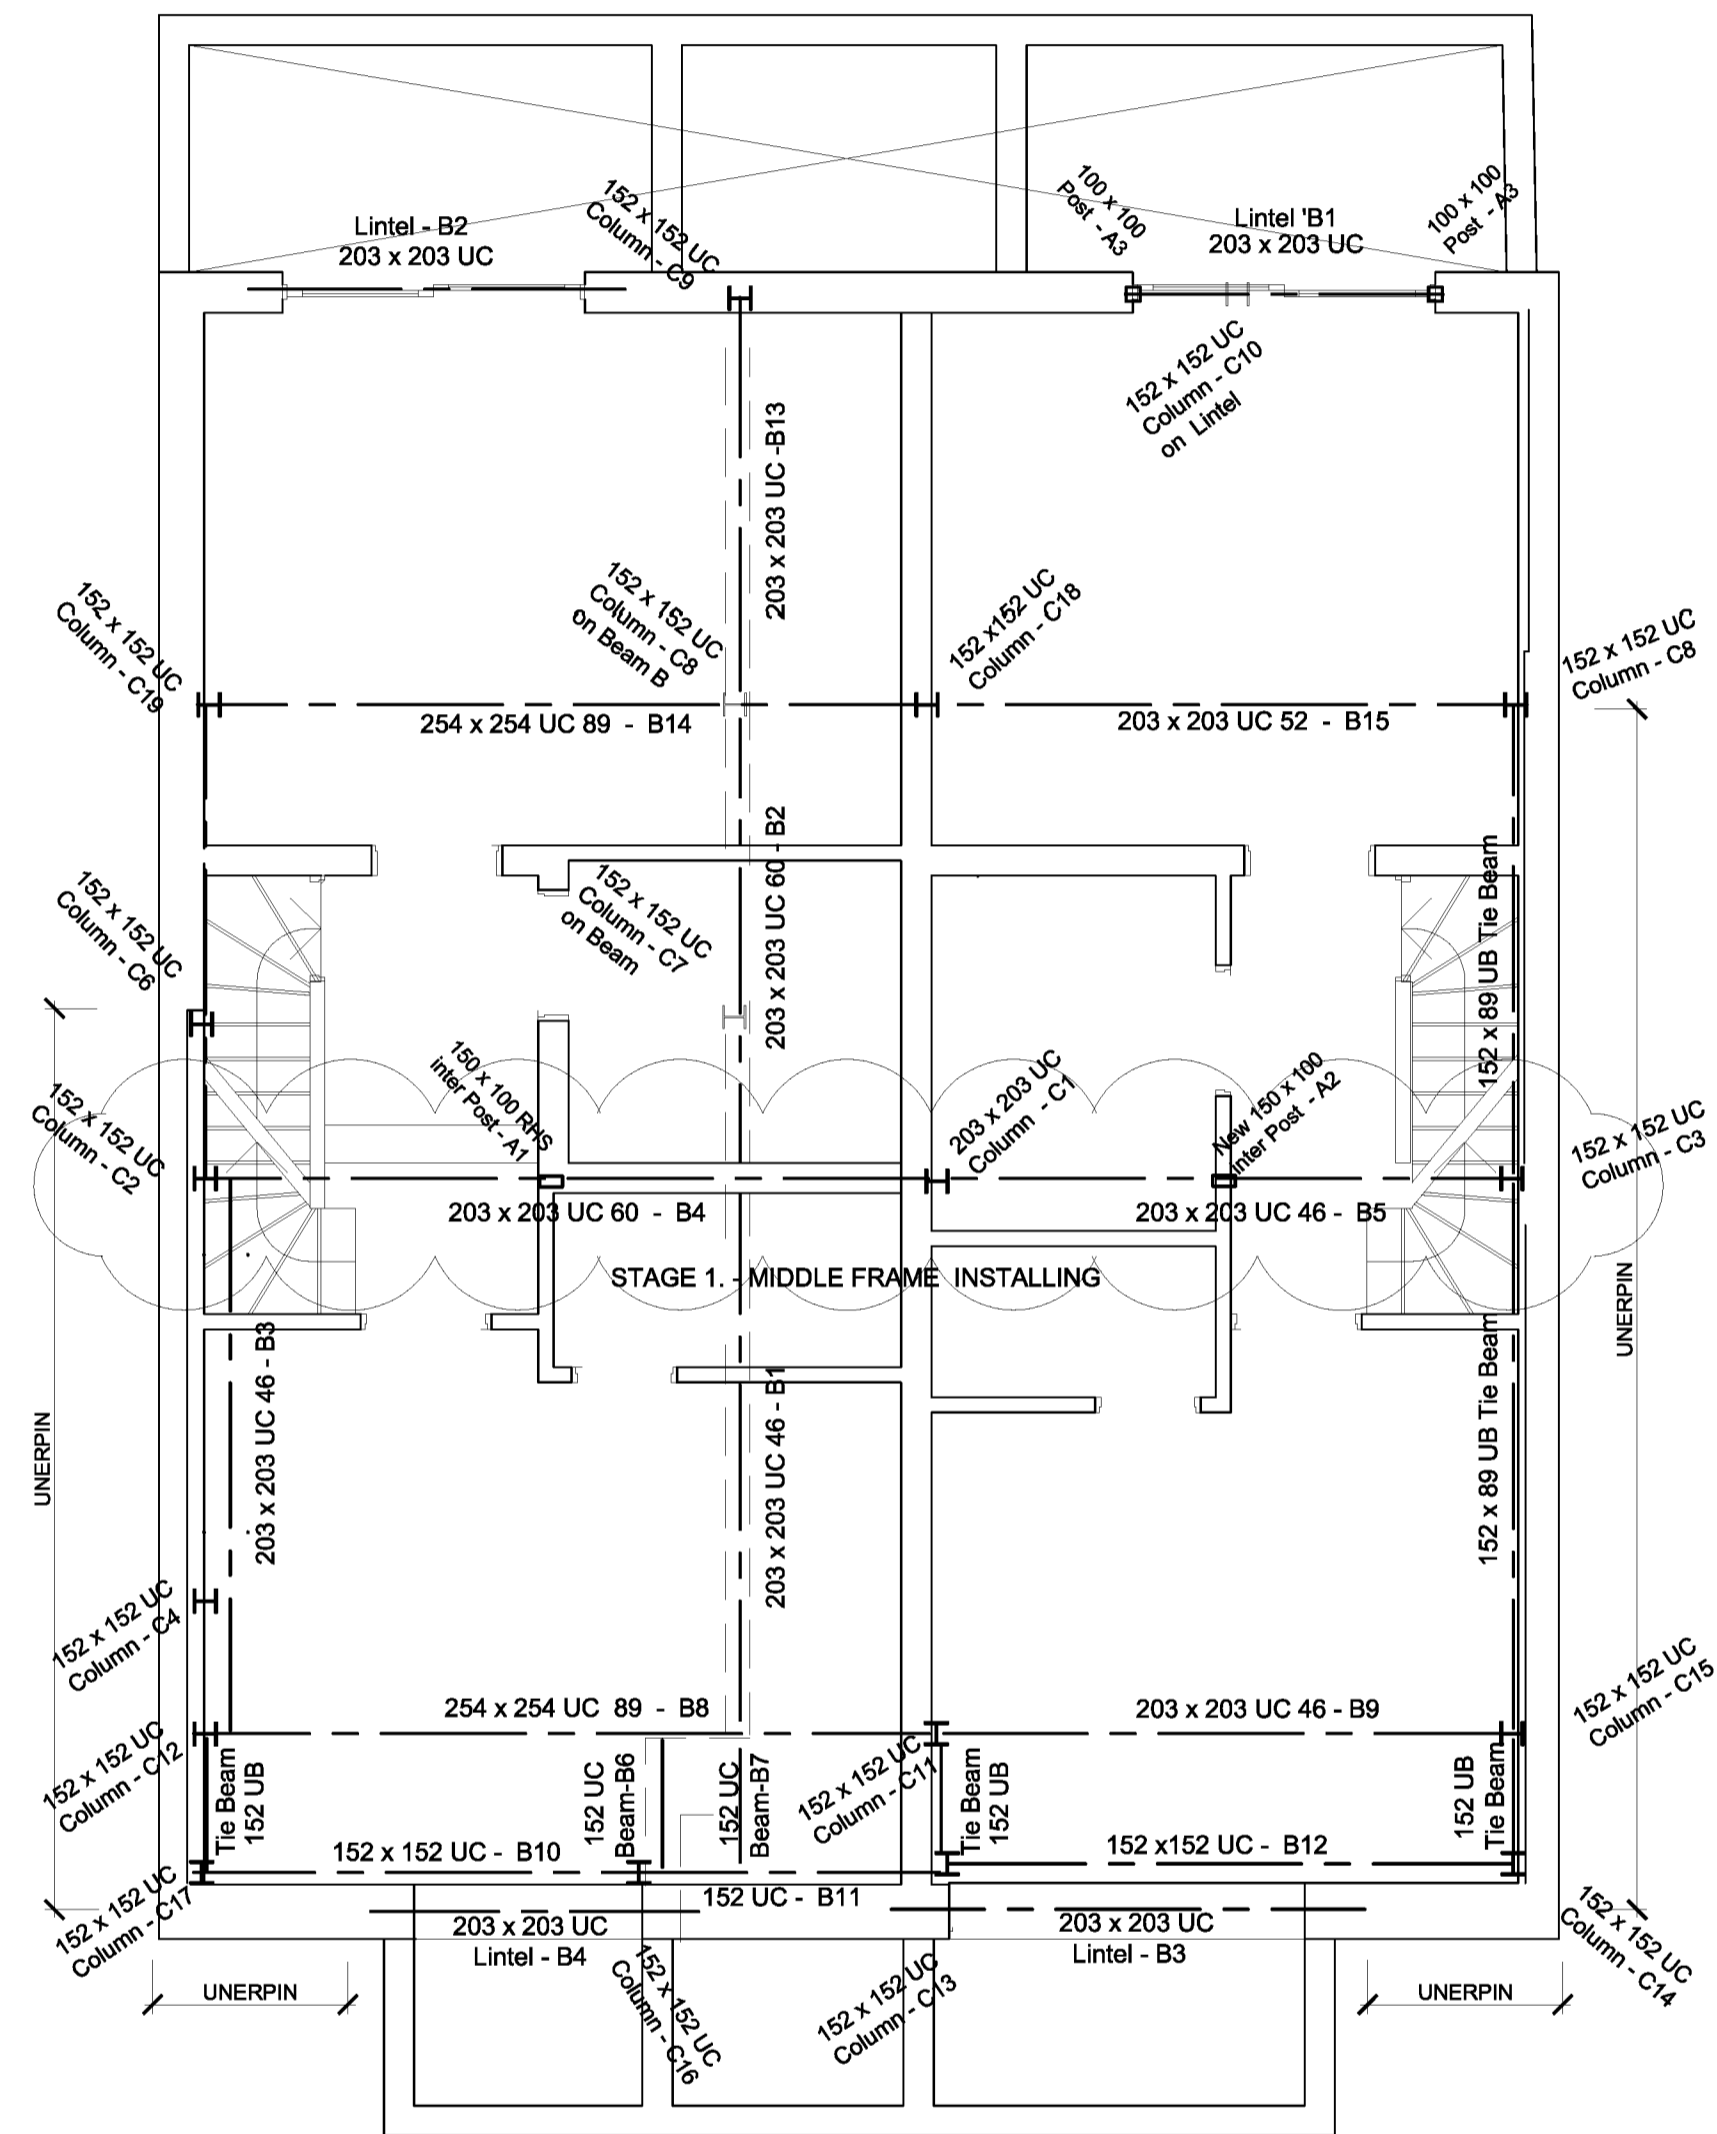 Lintel - B2
203 x 203 UC
152 x 152 UC
Column - C9
100 x 100
Post - A3
Lintel 'B1
203 x 203 UC
100 x 100
Post - A3
152 x 152 UC
Column - C10
on Lintel
203 x 203 UC -B13
152 x 152 UC
Column - C19
152 x 152 UC
Column - C8
on Beam B
152 x152 UC
Column - C18
152 x 152 UC
Column - C8
254 x 254 UC 89 - B14
203 x 203 UC 52 - B15
152 x 152 UC
Column - C6
152 x 152 UC
Column - C7
on Beam
203 x 203 UC 60 - B2
152 x 89 UB Tie Beam
152 x 152 UC
Column - C2
150 x 100 RHS
inter Post - A1
203 x 203 UC
Column - C1
New 150 x 100
inter Post - A2
152 x 152 UC
Column - C3
203 x 203 UC 60 - B4
203 x 203 UC 46 - B5
STAGE 1. - MIDDLE FRAME INSTALLING
UNERPIN
UNERPIN
203 x 203 UC 46 - B3
203 x 203 UC 46 - B1
152 x 89 UB Tie Beam
152 x 152 UC
Column - C4
254 x 254 UC 89 - B8
203 x 203 UC 46 - B9
152 x 152 UC
Column - C15
152 x 152 UC
Column - C12
Tie Beam
152 UB
152 UC
Beam-B6
152 UC
Beam-B7
152 x 152 UC
Column - C11
Tie Beam
152 UB
152 UB
Tie Beam
152 x 152 UC - B10
152 x152 UC - B12
152 x 152 UC
Column - C17
152 UC - B11
203 x 203 UC
Lintel - B4
203 x 203 UC
Lintel - B3
152 x 152 UC
Column - C14
152 x 152 UC
Column - C16
152 x 152 UC
Column - C13
UNERPIN
UNERPIN